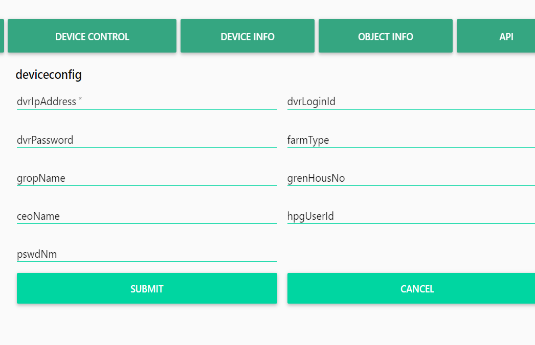 DEVICE CONTROL DEVICE INFO OBJECT INFO API
deviceconfig
dvrIpAddress * dvrLoginId
dvrPassword farmType
gropName grenHousNo
ceoName hpgUserId
pswdNm
SUBMIT CANCEL